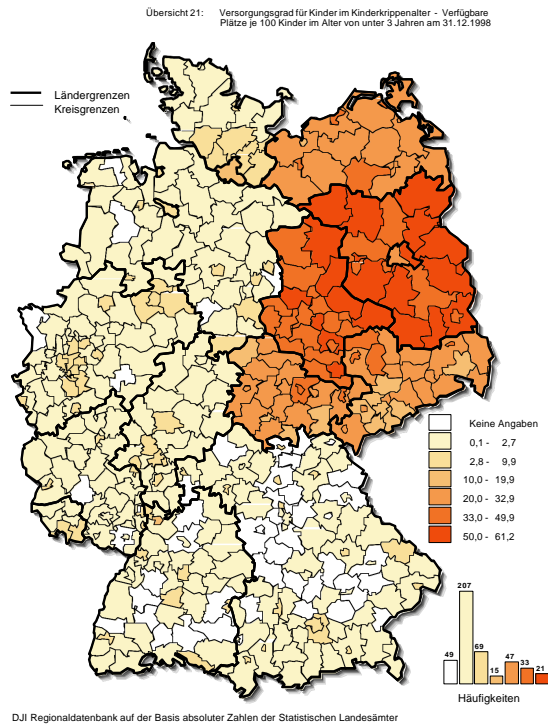 Übersicht 21: Versorgungsgrad für Kinder im Kinderkrippenalter - Verfügbare
Plätze je 100 Kinder im Alter von unter 3 Jahren am 31.12.1998
Ländergrenzen
Kreisgrenzen
Keine Angaben
0,1 - 2,7
2,8 - 9,9
10,0 - 19,9
20,0 - 32,9
33,0 - 49,9
50,0 - 61,2
49 207 69 15 47 33 21
Häufigkeiten
DJI Regionaldatenbank auf der Basis absoluter Zahlen der Statistischen Landesämter